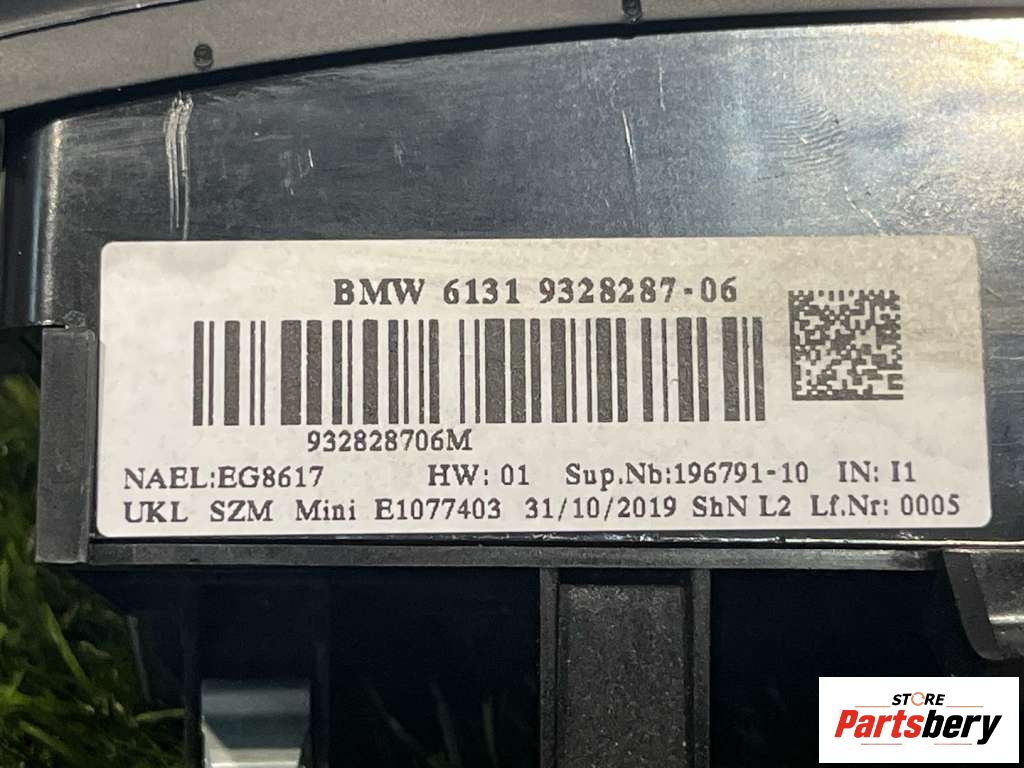 BMW 6131 9328287-06
932828706M
NAEL:EG8617 HW: 01 Sup.Nb:196791-10 IN: I1
UKL SZM Mini E1077403 31/10/2019 ShN L2 Lf.Nr: 0005
STORE
Partsbery